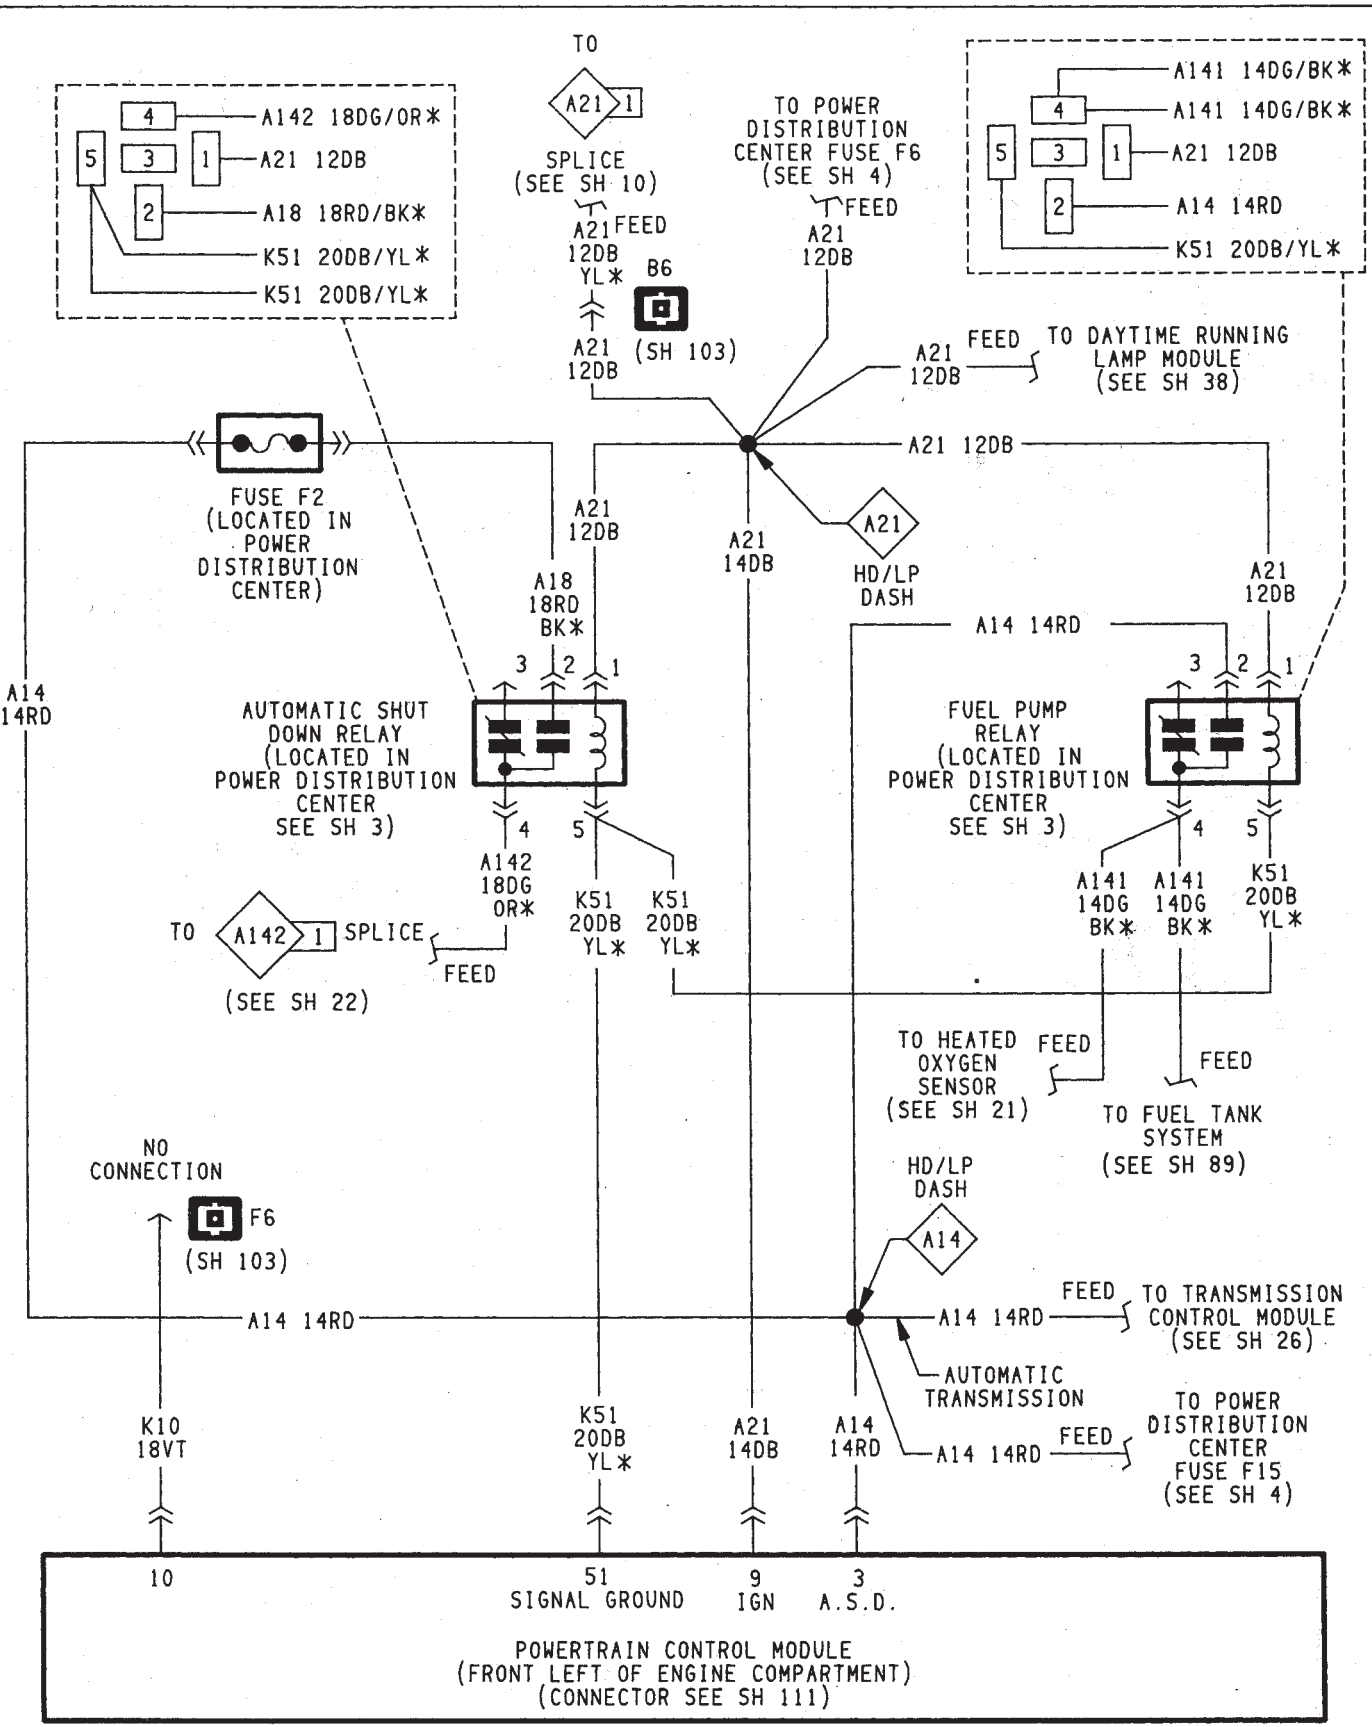 TO
A21 1
SPLICE
(SEE SH 10)
FEED
A21
12DB
YL*
B6
(SH 103)
A21
12DB
TO POWER
DISTRIBUTION
CENTER FUSE F6
(SEE SH 4)
FEED
A21
12DB
4
A142 18DG/OR*
5
3
1
A21 12DB
2
A18 18RD/BK*
K51 20DB/YL*
K51 20DB/YL*
A141 14DG/BK*
4
A141 14DG/BK*
5
3
1
A21 12DB
2
A14 14RD
K51 20DB/YL*
A21
12DB
FEED
TO DAYTIME RUNNING
LAMP MODULE
(SEE SH 38)
A21 12DB
FUSE F2
(LOCATED IN
POWER
DISTRIBUTION
CENTER)
A18
18RD
BK*
A21
12DB
A21
14DB
A21
HD/LP
DASH
A21
12DB
A14 14RD
A14
14RD
3 2 1
AUTOMATIC SHUT
DOWN RELAY
(LOCATED IN
POWER DISTRIBUTION
CENTER
SEE SH 3)
4 5
3 2 1
FUEL PUMP
RELAY
(LOCATED IN
POWER DISTRIBUTION
CENTER
SEE SH 3)
4 5
A142
18DG
OR*
TO
A142 1
SPLICE
FEED
(SEE SH 22)
K51
20DB
YL*
K51
20DB
YL*
A141
14DG
BK*
A141
14DG
BK*
K51
20DB
YL*
TO HEATED
OXYGEN
SENSOR
(SEE SH 21)
FEED
FEED
TO FUEL TANK
SYSTEM
(SEE SH 89)
NO
CONNECTION
F6
(SH 103)
HD/LP
DASH
A14
A14 14RD
A14 14RD
FEED
TO TRANSMISSION
CONTROL MODULE
(SEE SH 26)
AUTOMATIC
TRANSMISSION
A14 14RD
FEED
TO POWER
DISTRIBUTION
CENTER
FUSE F15
(SEE SH 4)
K10
18VT
K51
20DB
YL*
A21
14DB
A14
14RD
10
51
SIGNAL GROUND
9
IGN
3
A.S.D.
POWERTRAIN CONTROL MODULE
(FRONT LEFT OF ENGINE COMPARTMENT)
(CONNECTOR SEE SH 111)